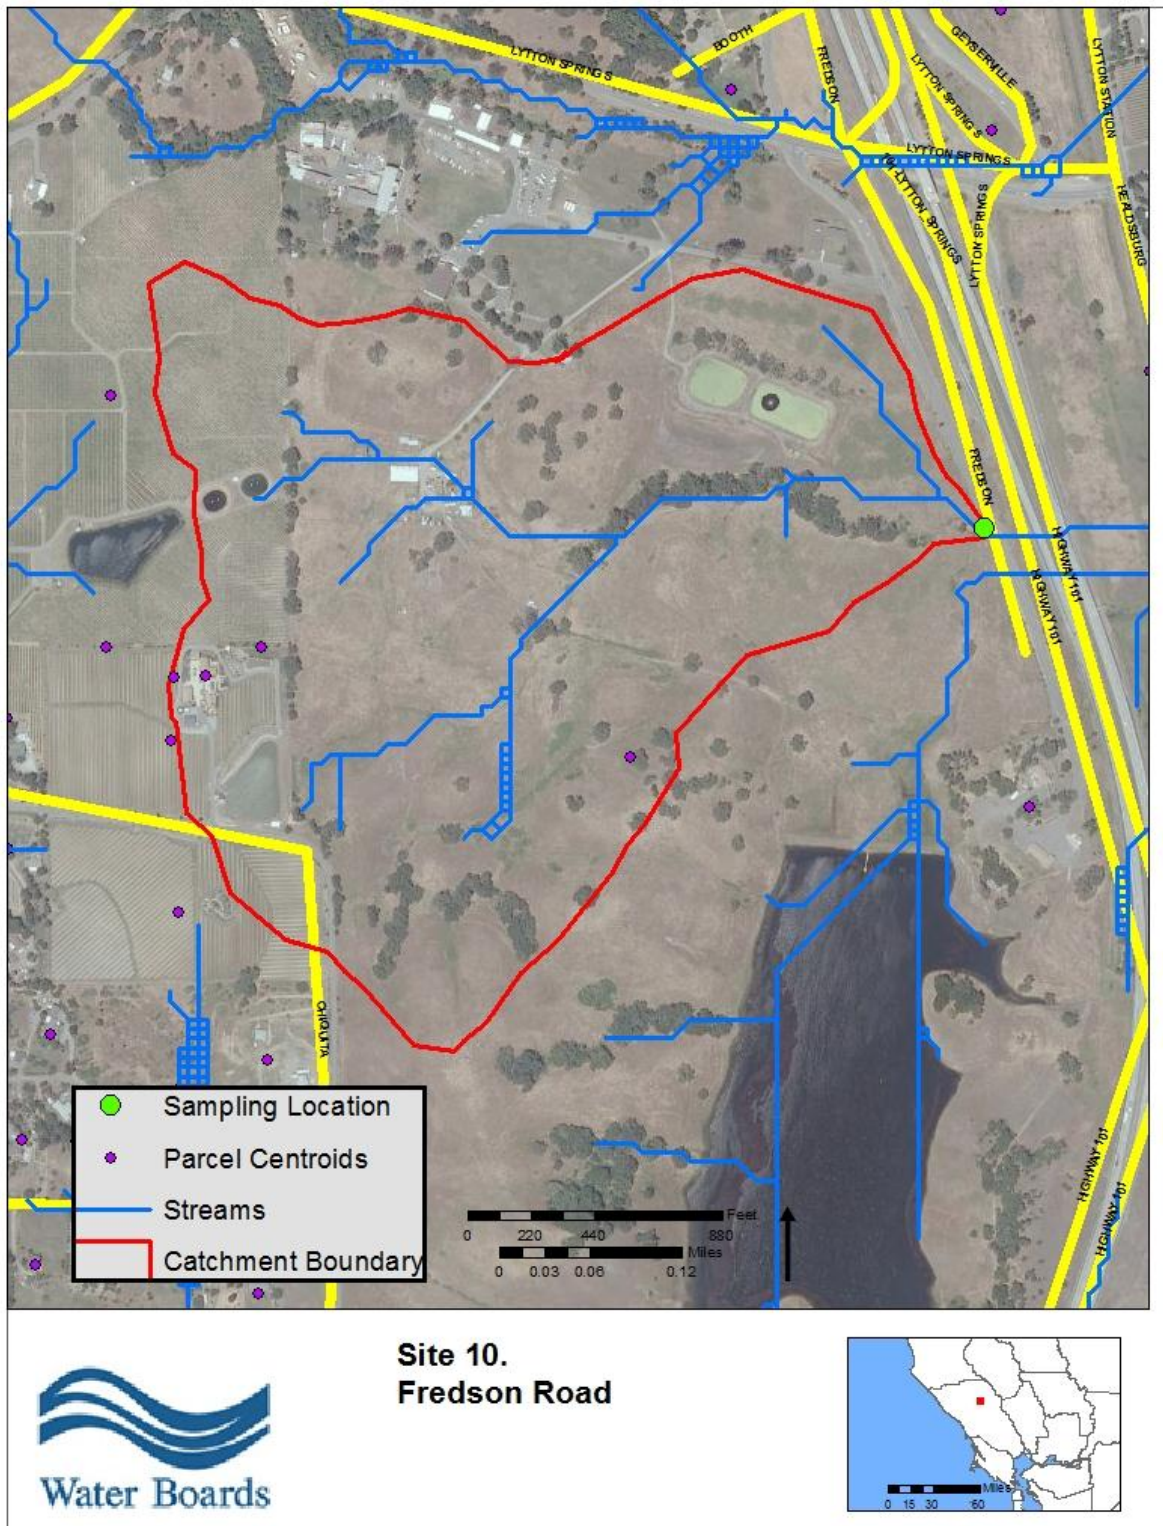 LYTTON SPRINGS
BOOTH
FREDSON
GEYSERVILLE
LYTTON SPRINGS
LYTTON STATION
LYTTON SPRINGS
101-LYTTON SPRINGS
LYTTON SPRINGS
HEALDSBURG
FREDSON
HIGHWAY 101
HIGHWAY 101
CHIQUITA
HIGHWAY 101
HIGHWAY 101
Sampling Location
Parcel Centroids
Streams
Catchment Boundary
Feet
0 220 440 880
Miles
0 0.03 0.06 0.12
Site 10.
Fredson Road
Water Boards
Miles
0 15 30 60